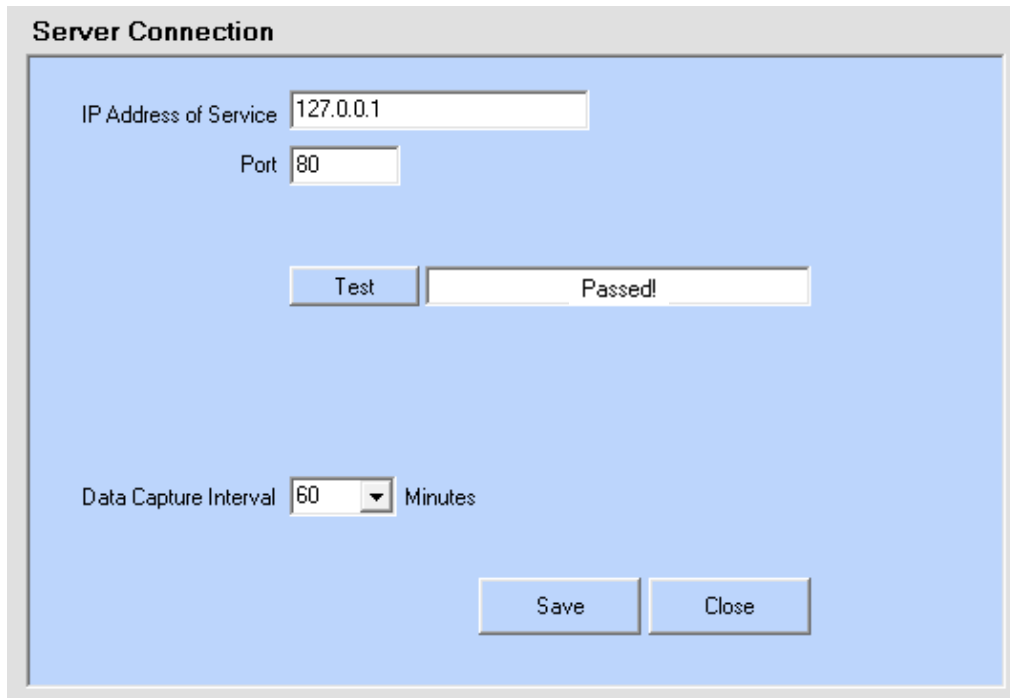 Server Connection
IP Address of Service 127.0.0.1
Port 80
Test Passed!
Data Capture Interval 60 Minutes
Save Close